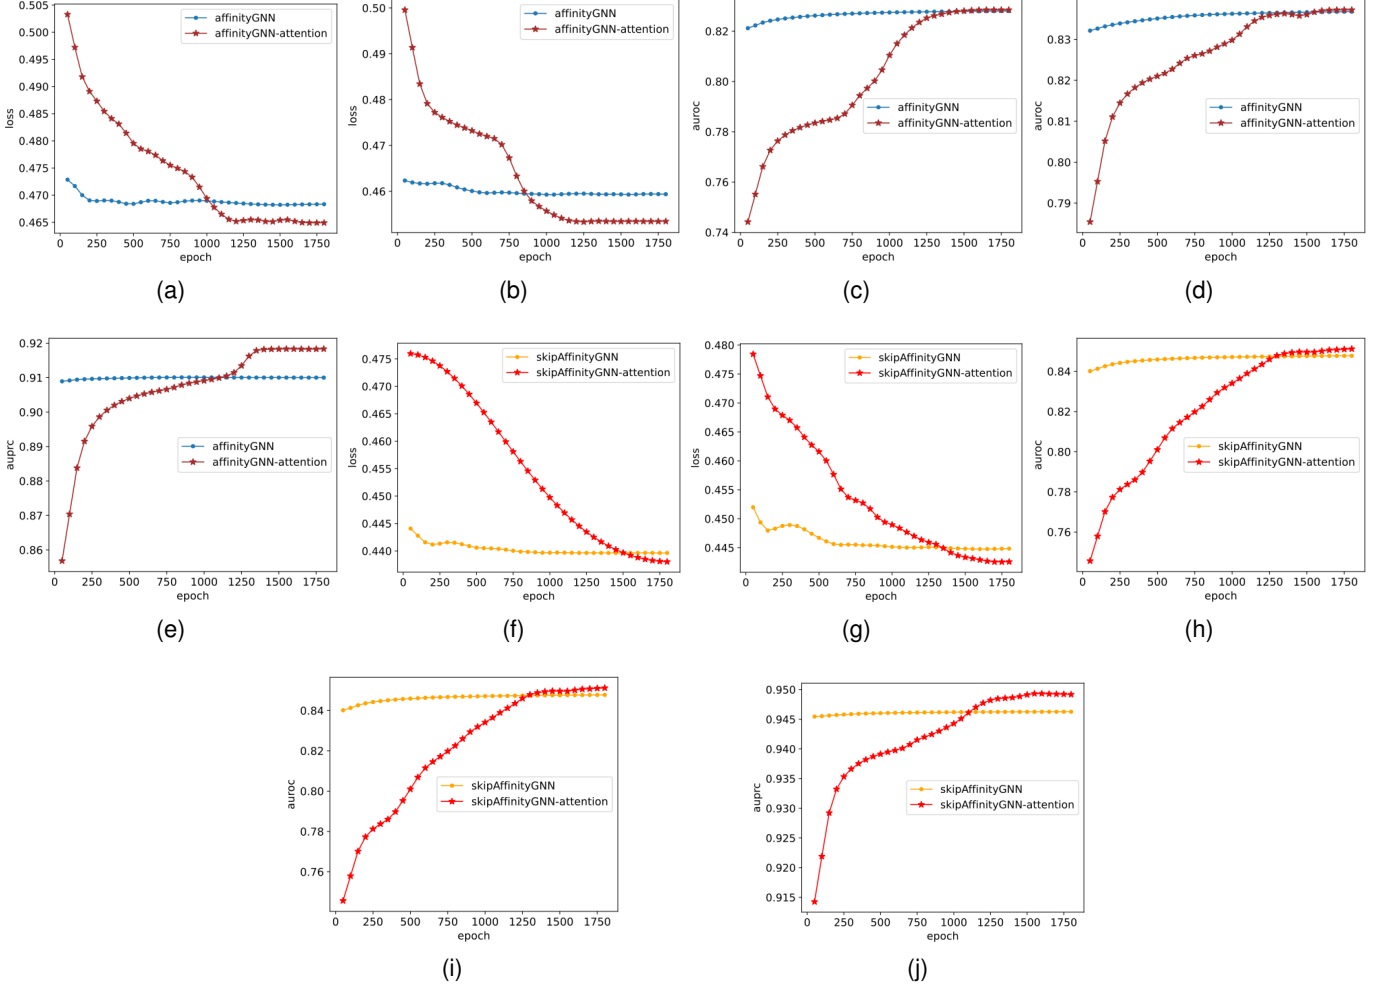 0.505
0.500
0.495
0.490
0.485
0.480
0.475
0.470
0.465
loss
affinityGNN
affinityGNN-attention
0 250 500 750 1000 1250 1500 1750
epoch
(a)
0.50
0.49
0.48
0.47
0.46
loss
affinityGNN
affinityGNN-attention
0 250 500 750 1000 1250 1500 1750
epoch
(b)
0.82
0.80
0.78
0.76
0.74
auroc
affinityGNN
affinityGNN-attention
0 250 500 750 1000 1250 1500 1750
epoch
(c)
0.83
0.82
0.81
0.80
0.79
auroc
affinityGNN
affinityGNN-attention
0 250 500 750 1000 1250 1500 1750
epoch
(d)
0.92
0.91
0.90
0.89
0.88
0.87
0.86
auprc
affinityGNN
affinityGNN-attention
0 250 500 750 1000 1250 1500 1750
epoch
(e)
0.475
0.470
0.465
0.460
0.455
0.450
0.445
0.440
loss
skipAffinityGNN
skipAffinityGNN-attention
0 250 500 750 1000 1250 1500 1750
epoch
(f)
0.480
0.475
0.470
0.465
0.460
0.455
0.450
0.445
loss
skipAffinityGNN
skipAffinityGNN-attention
0 250 500 750 1000 1250 1500 1750
epoch
(g)
0.84
0.82
0.80
0.78
0.76
auroc
skipAffinityGNN
skipAffinityGNN-attention
0 250 500 750 1000 1250 1500 1750
epoch
(h)
0.84
0.82
0.80
0.78
0.76
auroc
skipAffinityGNN
skipAffinityGNN-attention
0 250 500 750 1000 1250 1500 1750
epoch
(i)
0.950
0.945
0.940
0.935
0.930
0.925
0.920
0.915
auprc
skipAffinityGNN
skipAffinityGNN-attention
0 250 500 750 1000 1250 1500 1750
epoch
(j)